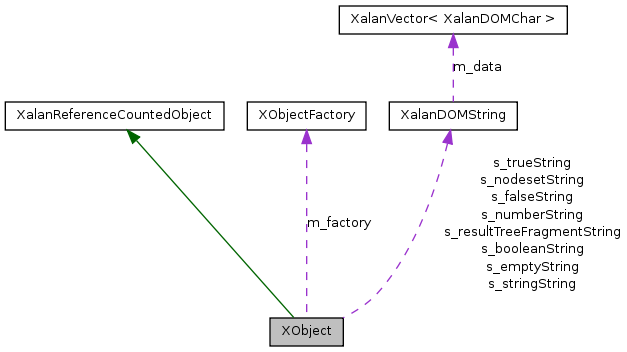 XalanVector< XalanDOMChar >
m_data
XalanReferenceCountedObject
XObjectFactory
XalanDOMString
s_trueString
s_nodesetString
s_falseString
s_numberString
m_factory
s_resultTreeFragmentString
s_booleanString
s_emptyString
s_stringString
XObject